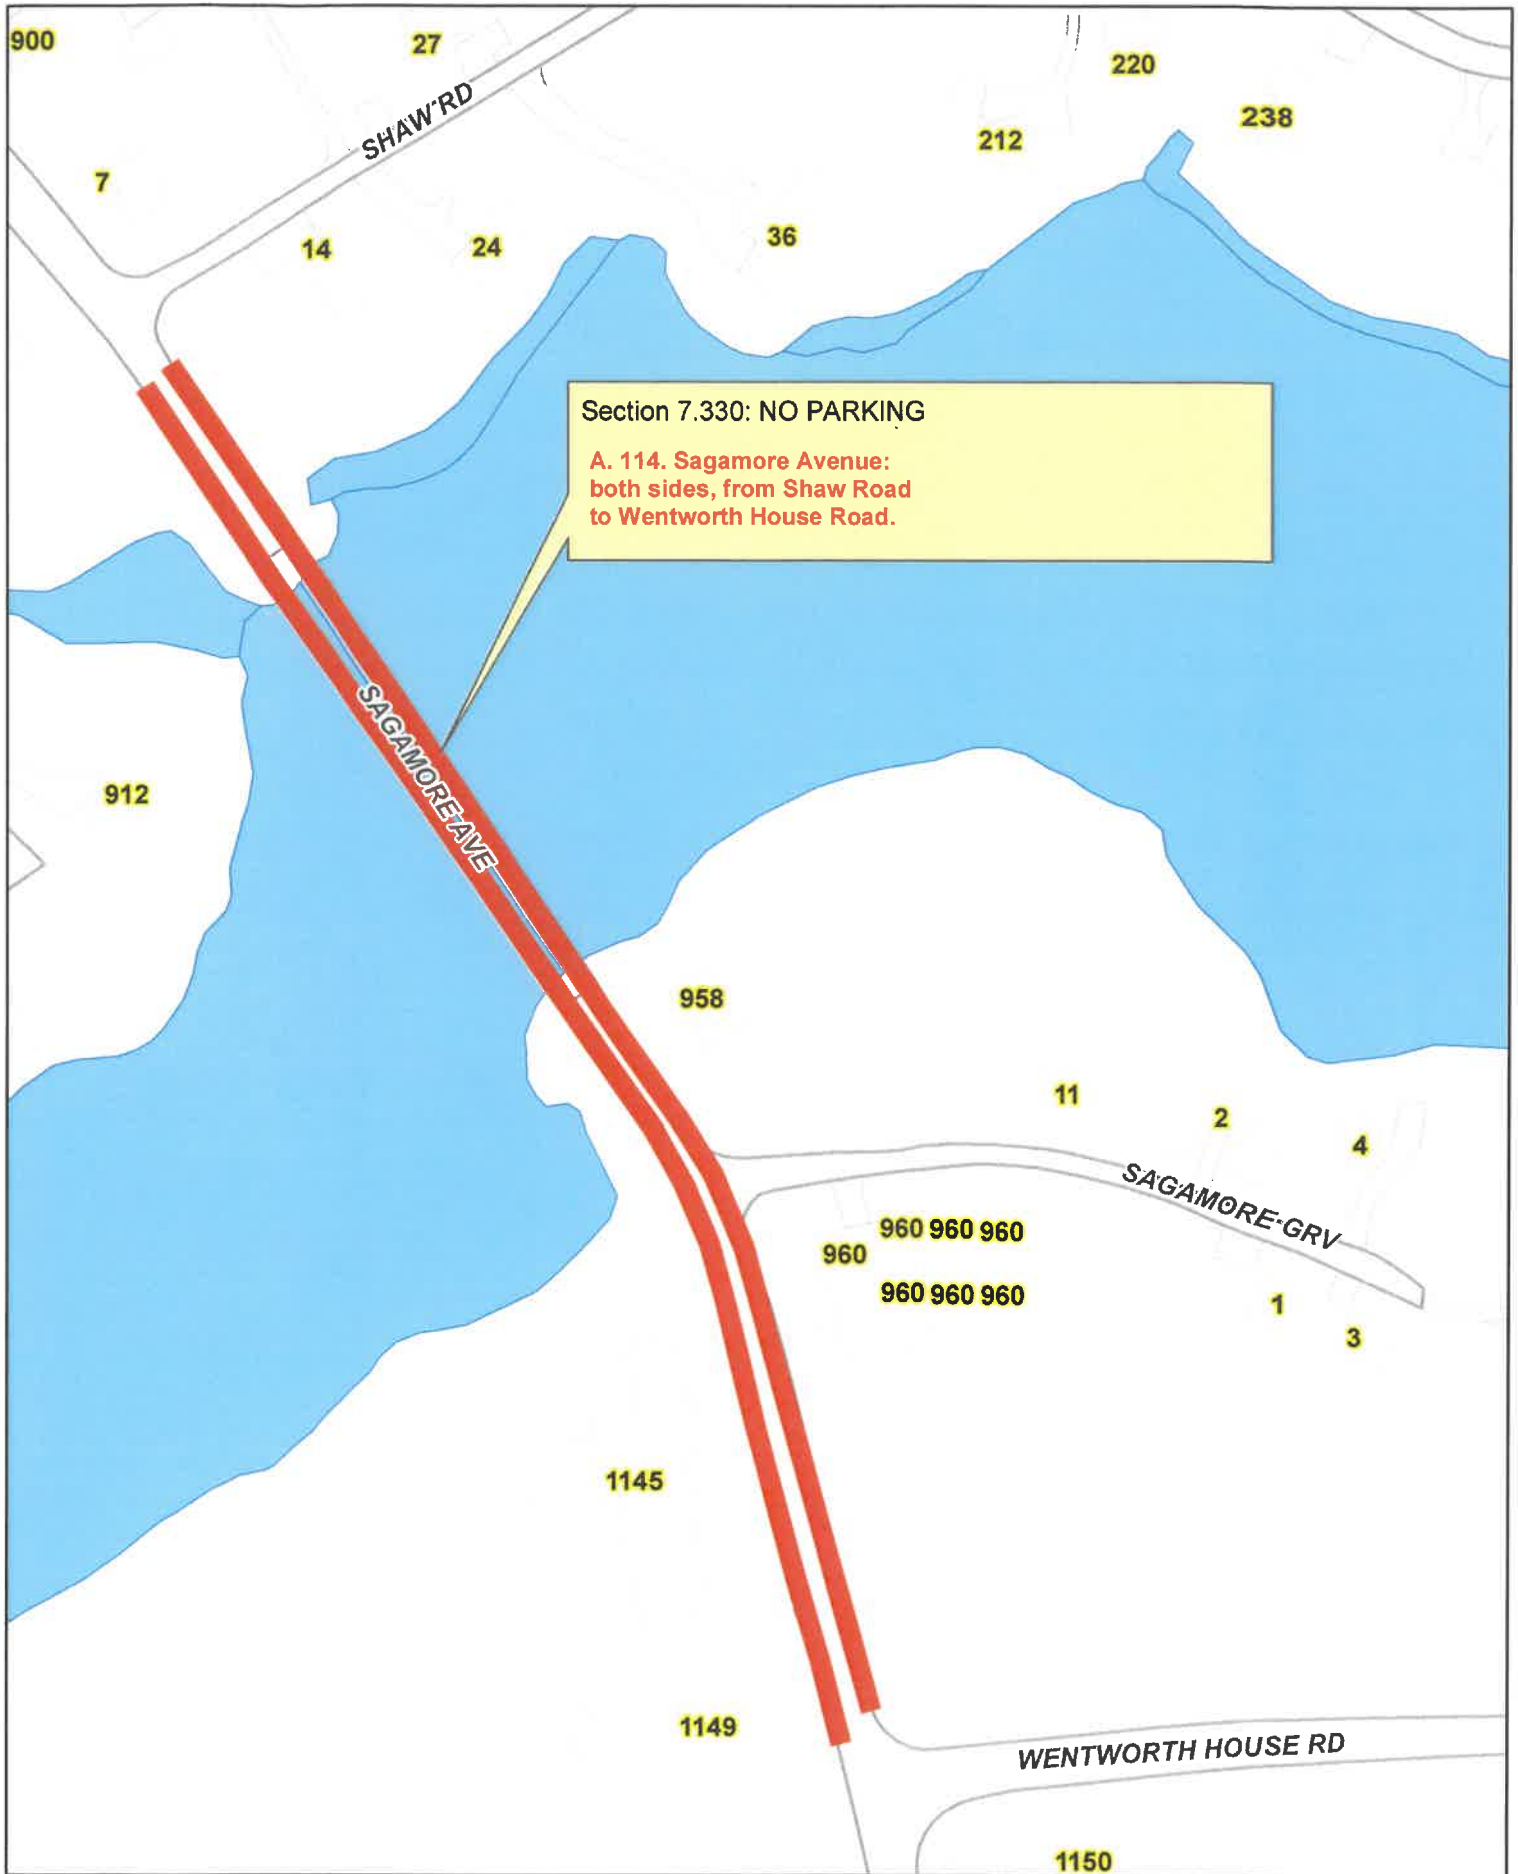 900
27
220
238
SHAW RD
212
7
14
24
36
Section 7.330: NO PARKING
A. 114. Sagamore Avenue:
both sides, from Shaw Road
to Wentworth House Road.
SAGAMORE AVE
912
958
11
2
4
SAGAMORE GRV
960 960 960
960
960 960 960
1
3
1145
1149
WENTWORTH HOUSE RD
1150